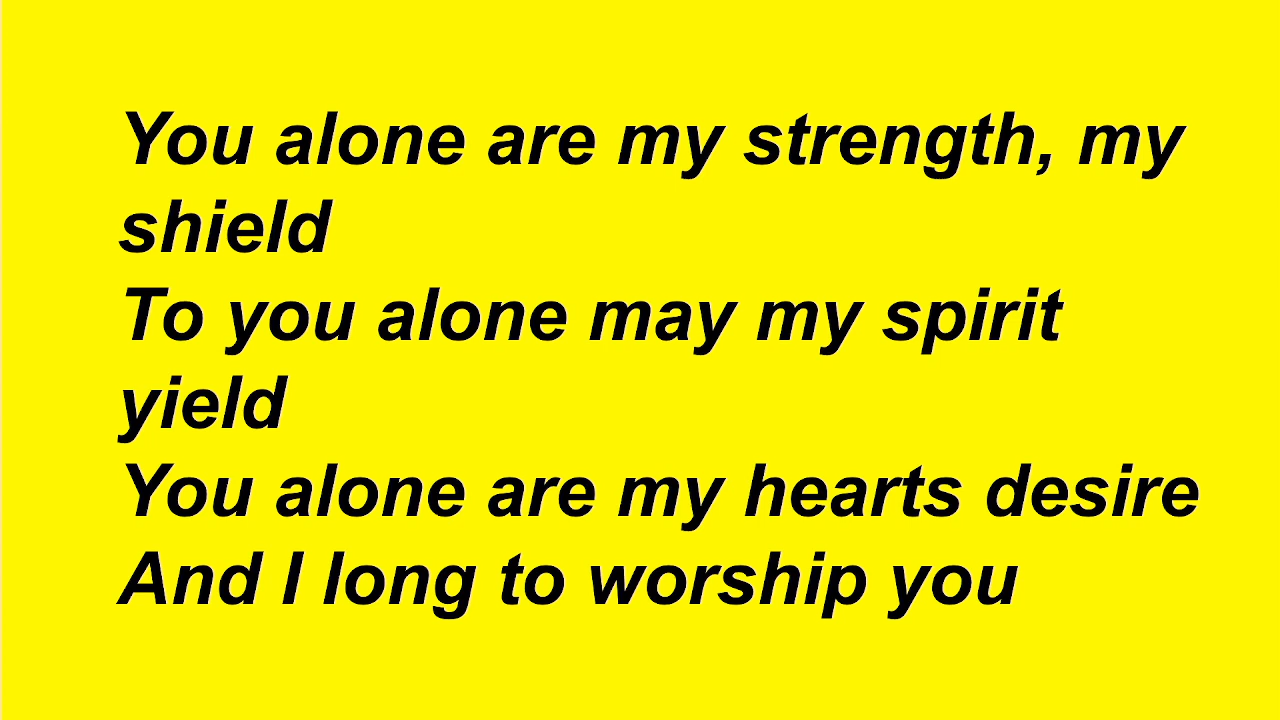 You alone are my strength, my
shield
To you alone may my spirit
yield
You alone are my hearts desire
And I long to worship you